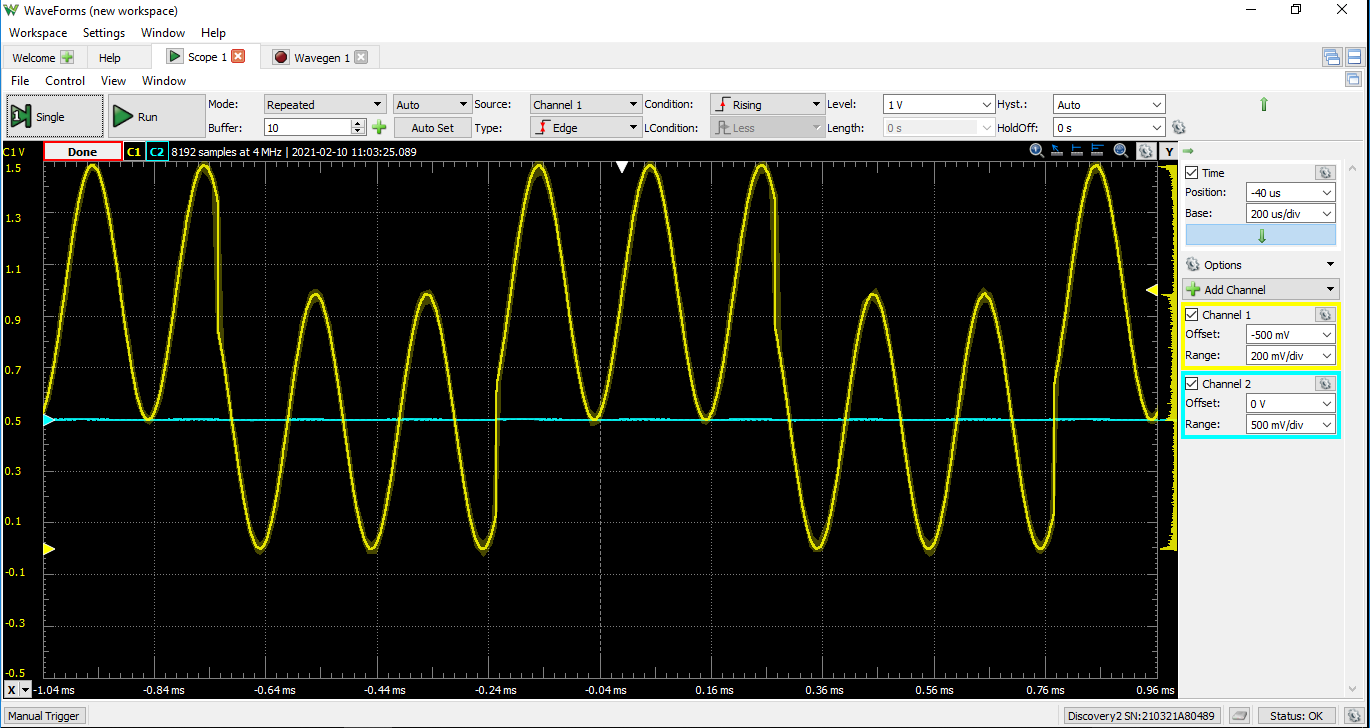 WaveForms (new workspace)
Workspace Settings Window Help
Welcome Help Scope 1 Wavegen 1
File Control View Window
Single Run Mode: Repeated Auto Source: Channel 1 Condition: Rising Level: 1 V Hyst.: Auto
Buffer: 10 Auto Set Type: Edge LCondition: Less Length: 0 s HoldOff: 0 s
C1 V Done C1 C2 8192 samples at 4 MHz | 2021-02-10 11:03:25.089 Y
1.5
1.3
1.1
0.9
0.7
0.5
0.3
0.1
-0.1
-0.3
-0.5
X -1.04 ms -0.84 ms -0.64 ms -0.44 ms -0.24 ms -0.04 ms 0.16 ms 0.36 ms 0.56 ms 0.76 ms 0.96 ms
Time
Position: -40 us
Base: 200 us/div
Options
Add Channel
Channel 1
Offset: -500 mV
Range: 200 mV/div
Channel 2
Offset: 0 V
Range: 500 mV/div
Manual Trigger Discovery2 SN:210321A80489 Status: OK